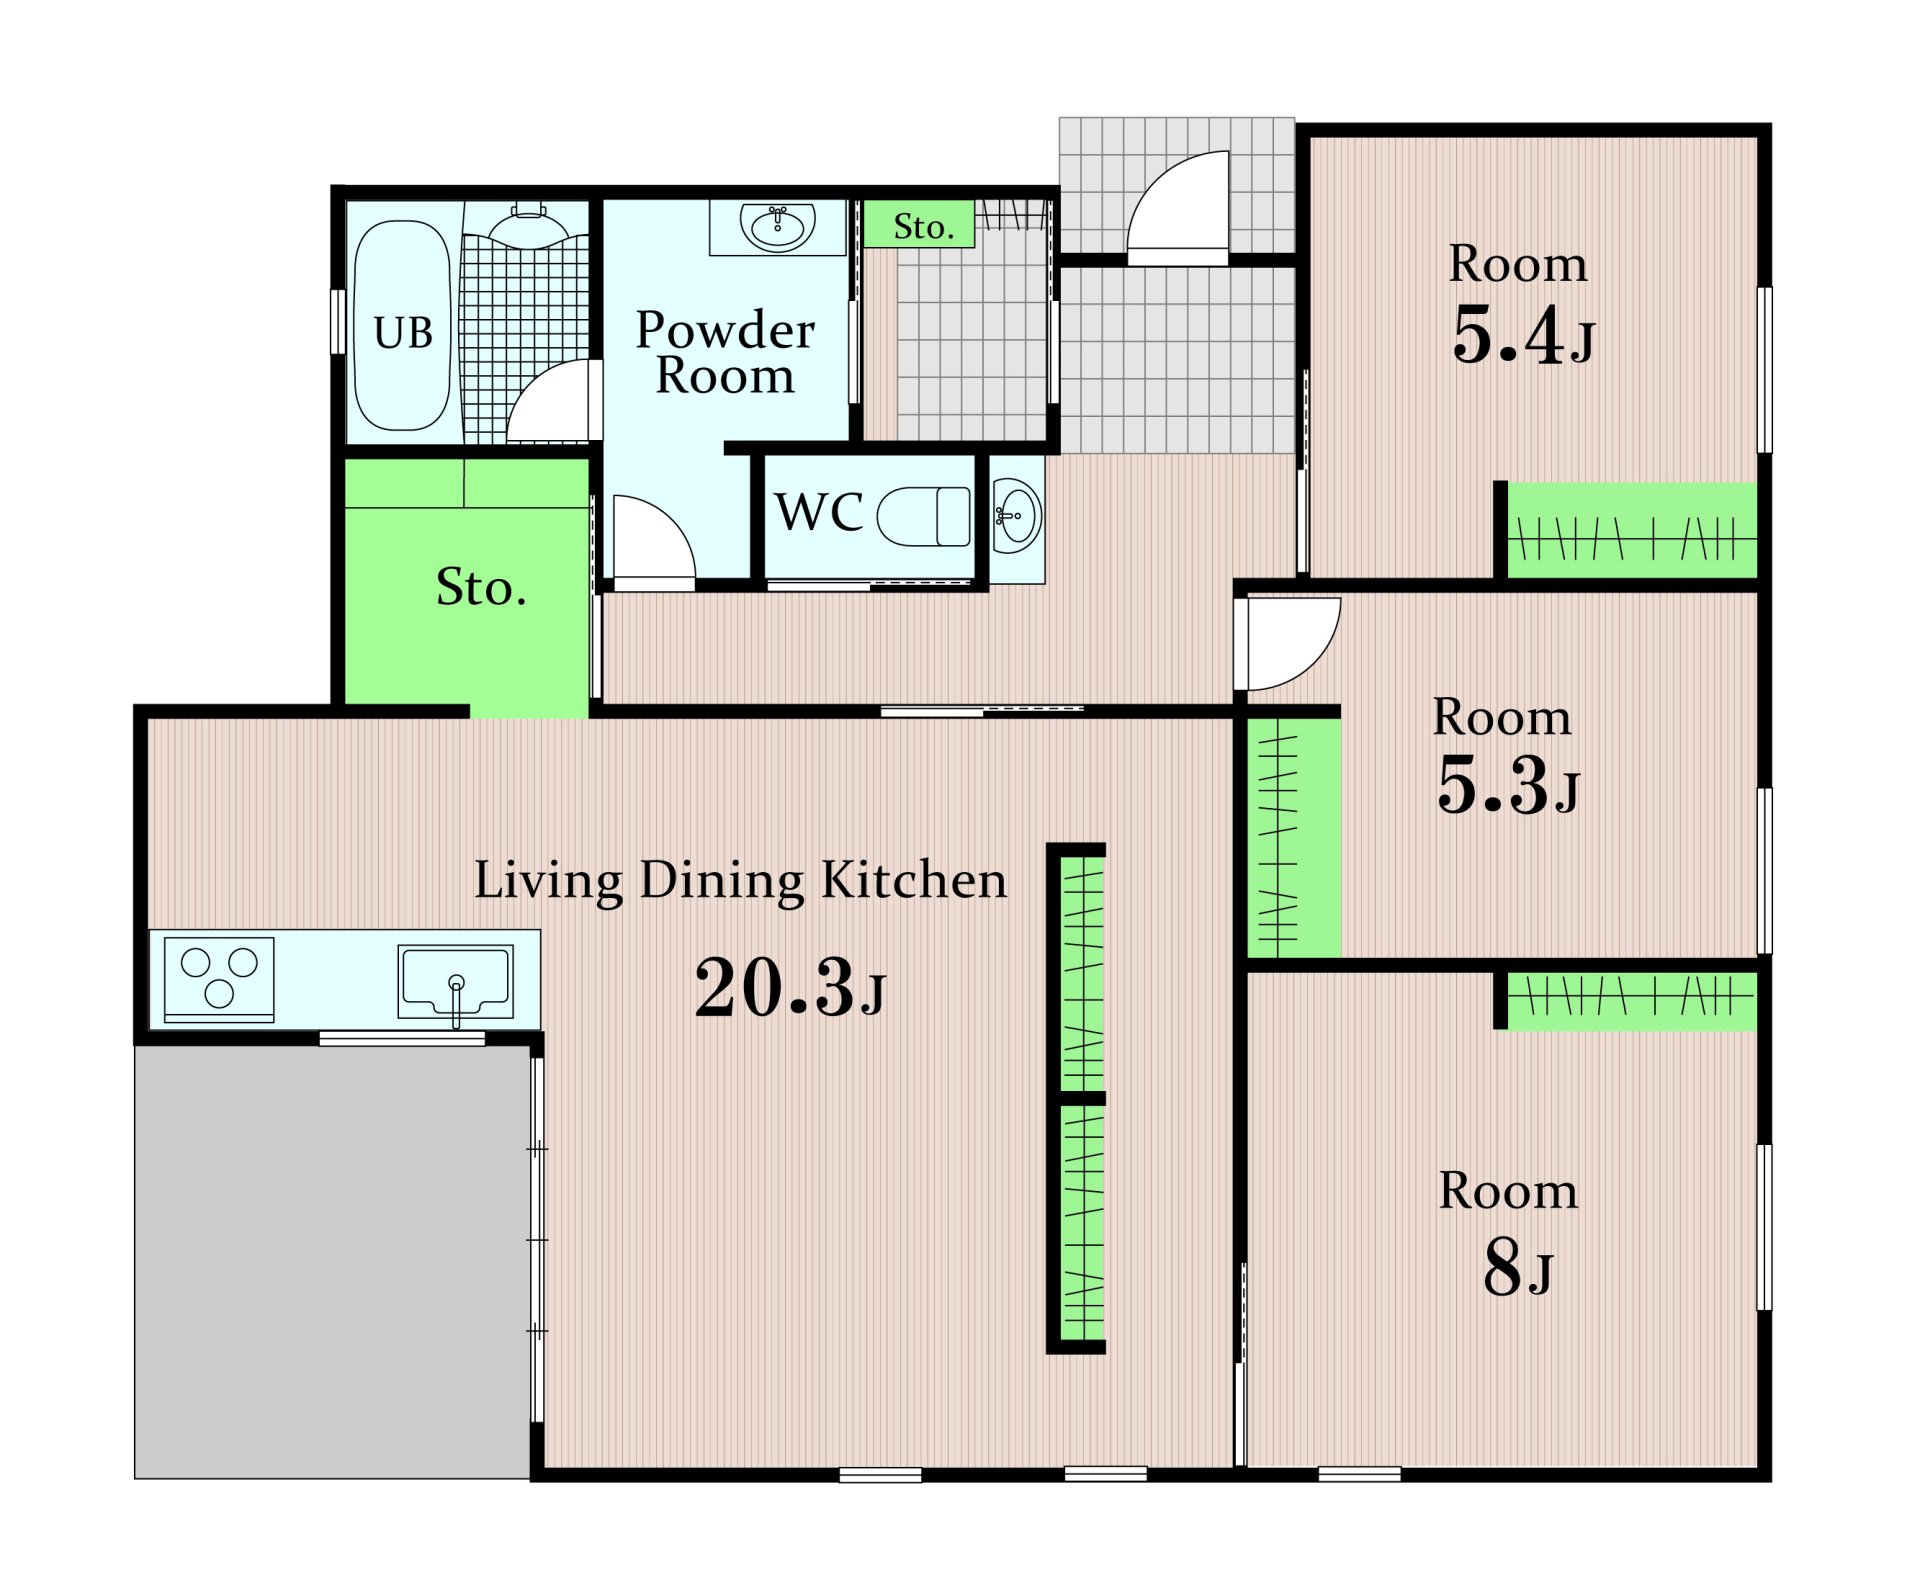 Sto.
Room
5.4J
UB
Powder
Room
WC
Sto.
Room
5.3J
Living Dining Kitchen
20.3J
Room
8J